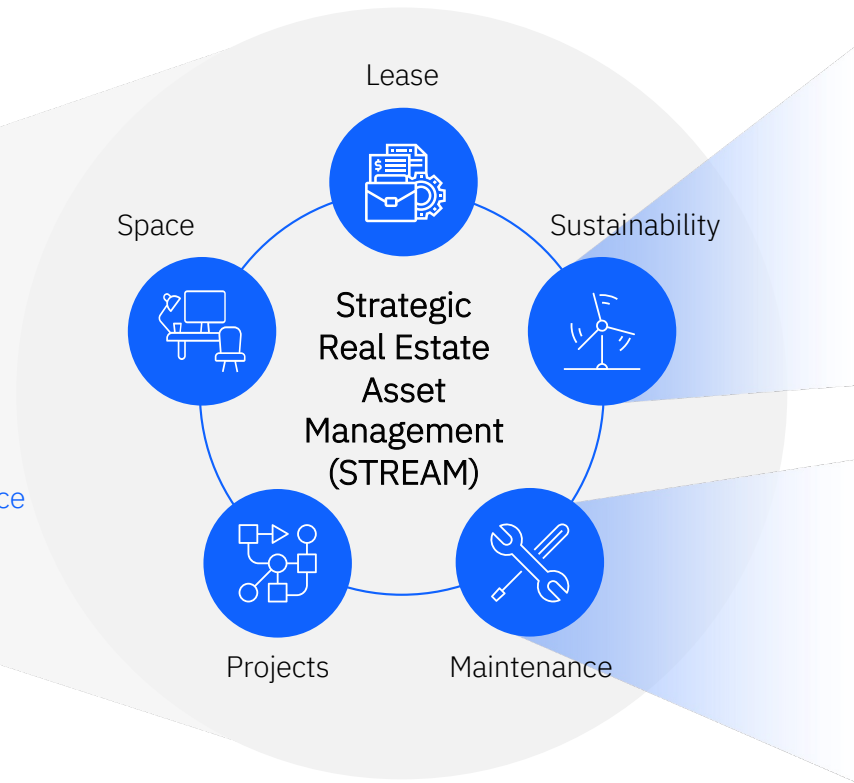 Lease
Space
Sustainability
Strategic
Real Estate
Asset
Management
(STREAM)
Projects
Maintenance